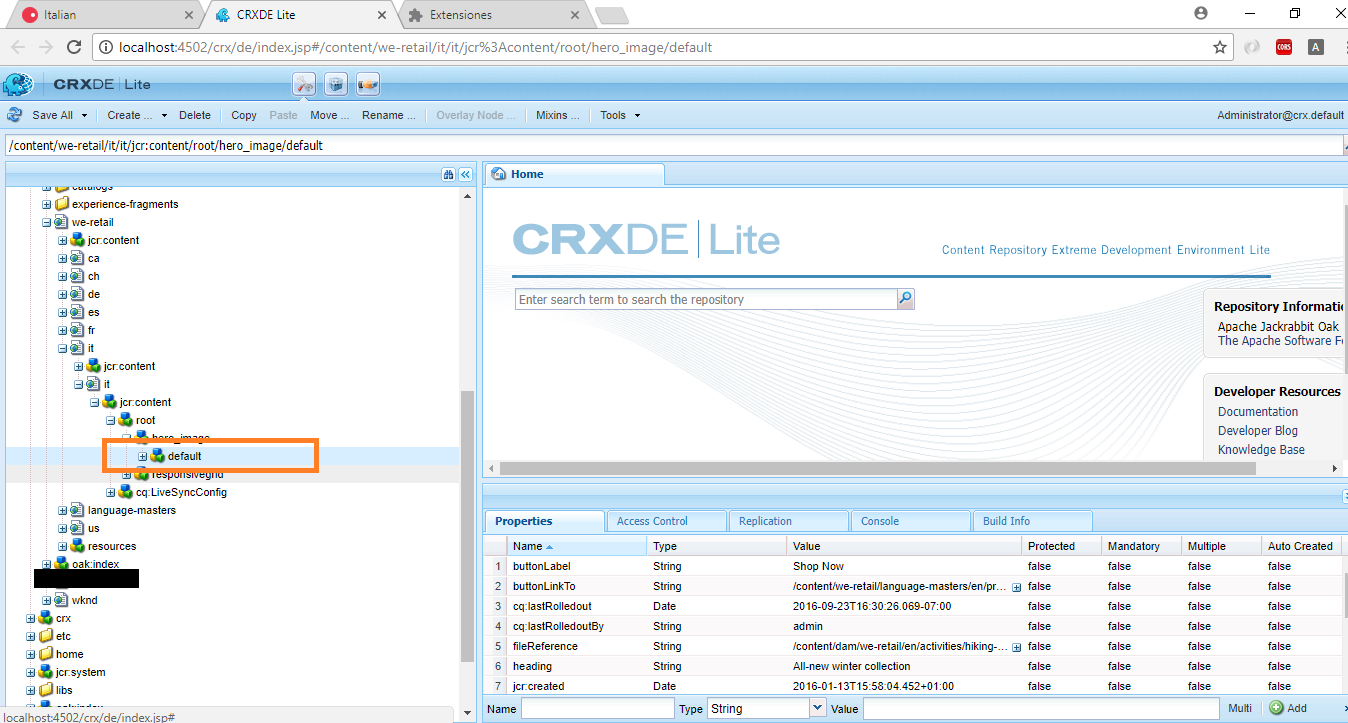 Italian
CRXDE Lite
Extensiones
localhost:4502/crx/de/index.jsp#/content/we-retail/it/it/jcr%3Acontent/root/hero_image/default
CORS
A
CRXDE | Lite
Save All
Create ...
Delete
Copy
Paste
Move ...
Rename ...
Overlay Node ...
Mixins ...
Tools
Administrator@crx.default
/content/we-retail/it/it/jcr:content/root/hero_image/default
catalogs
experience-fragments
we-retail
jcr:content
ca
ch
de
es
fr
it
jcr:content
it
jcr:content
root
hero_image
default
responsivegrid
cq:LiveSyncConfig
language-masters
us
resources
oak:index
wknd
crx
etc
home
jcr:system
libs
localhost:4502/crx/de/index.jsp#
Home
CRXDE | Lite
Content Repository Extreme Development Environment Lite
Enter search term to search the repository
Repository Informatio
Apache Jackrabbit Oak
The Apache Software Fo
Developer Resources
Documentation
Developer Blog
Knowledge Base
Properties
Access Control
Replication
Console
Build Info
Name Type Value Protected Mandatory Multiple Auto Created
1 buttonLabel String Shop Now false false false false
2 buttonLinkTo String /content/we-retail/language-masters/en/pr... false false false false
3 cq:lastRolledout Date 2016-09-23T16:30:26.069-07:00 false false false false
4 cq:lastRolledoutBy String admin false false false false
5 fileReference String /content/dam/we-retail/en/activities/hiking-... false false false false
6 heading String All-new winter collection false false false false
7 jcr:created Date 2016-01-13T15:58:04.452+01:00 false false false false
Name Type String Value Multi Add